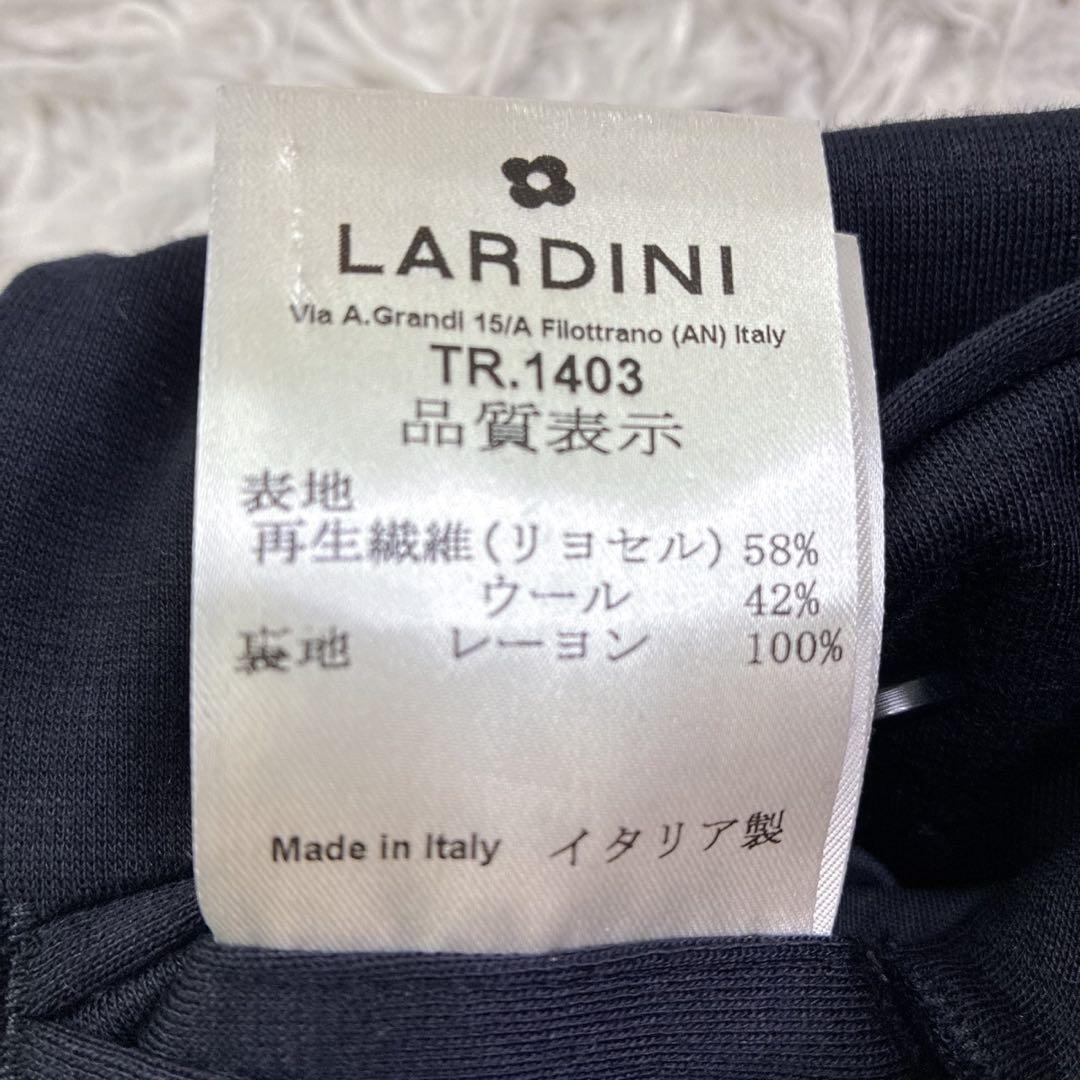 LARDINI
Via A.Grandi 15/A Filottrano (AN) Italy
TR.1403
品質表示
表地
再生繊維(リヨセル) 58%
ウール 42%
裏地 レーヨン 100%
Made in Italy イタリア製